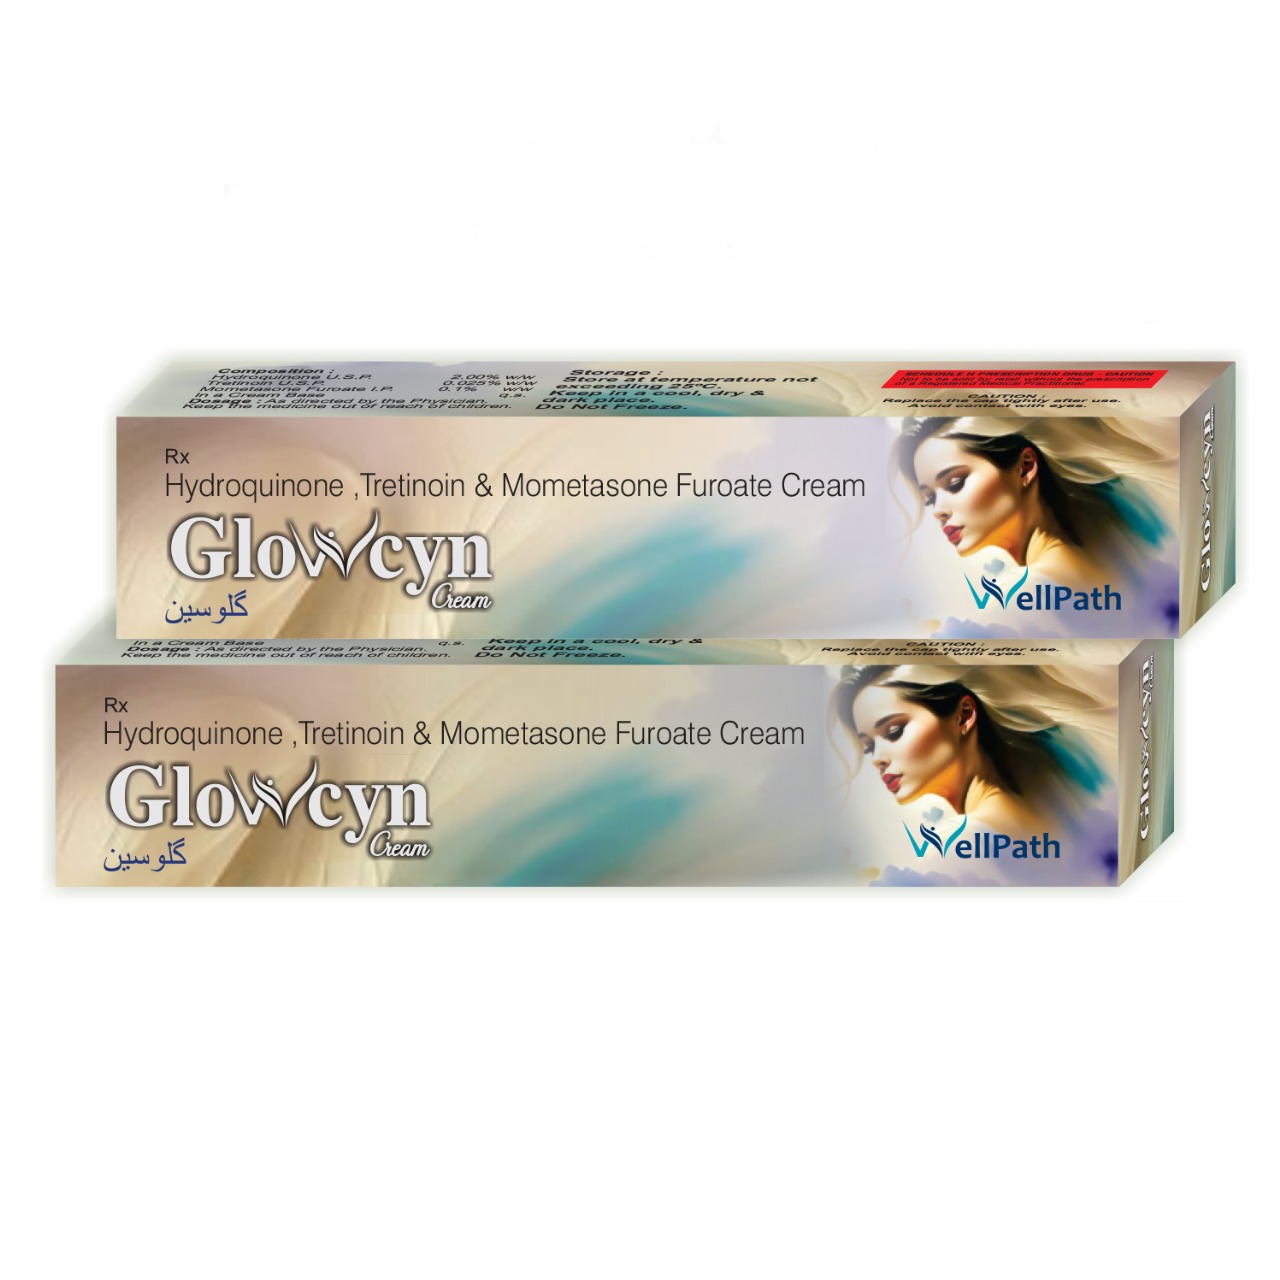 Composition :
Hydroquinone U.S.P. 2.00% w/w
Tretinoin U.S.P. 0.025% w/w
Mometasone Furoate I.P. 0.1% w/w
In a Cream Base q.s.
Dosage : As directed by the Physician.
Keep the medicine out of reach of children.
Storage :
Store at temperature not
exceeding 25°C.
Keep in a cool, dry &
dark place.
Do Not Freeze.
SCHEDULE H PRESCRIPTION DRUG - CAUTION
Not to be sold by retail without the prescription
of a Registered Medical Practitioner
CAUTION :
Replace the cap tightly after use.
Avoid contact with eyes.
Rx
Hydroquinone ,Tretinoin & Mometasone Furoate Cream
Glowcyn
Cream
گلوسین
WellPath
Glowcyn
Cream
In a Cream Base q.s.
Dosage : As directed by the Physician.
Keep the medicine out of reach of children.
Keep in a cool, dry &
dark place.
Do Not Freeze.
CAUTION :
Replace the cap tightly after use.
Avoid contact with eyes.
Rx
Hydroquinone ,Tretinoin & Mometasone Furoate Cream
Glowcyn
Cream
گلوسین
WellPath
Glowcyn
Cream